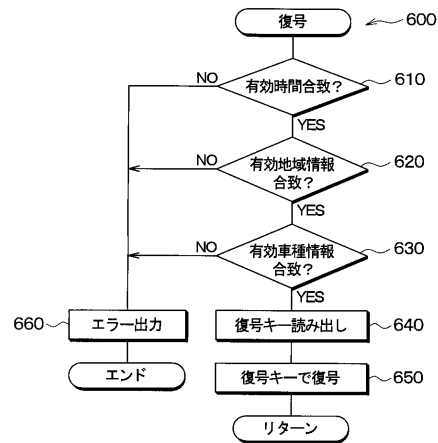 復号
600
NO
有効時間合致?
610
YES
NO
有効地域情報
合致?
620
YES
NO
有効車種情報
合致?
630
YES
660
エラー出力
復号キー読み出し
640
エンド
復号キーで復号
650
リターン